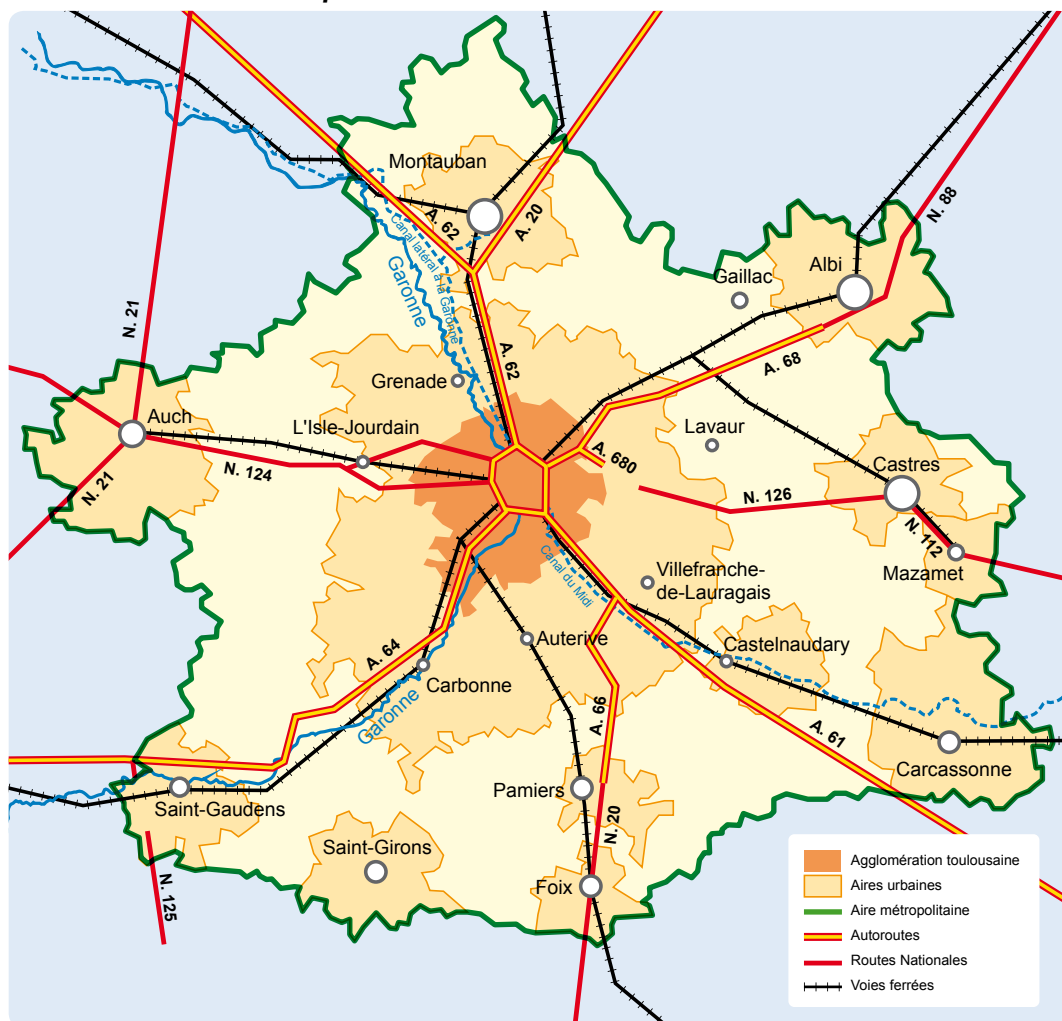 Montauban
A. 62
A. 20
N. 88
Canal latéral à la Garonne
Garonne
Gaillac
Albi
N. 21
A. 62
A. 68
Grenade
Auch
L'Isle-Jourdain
Lavaur
A. 680
Castres
N. 124
N. 21
N. 126
N. 112
Mazamet
Canal du Midi
Villefranche-
de-Lauragais
Auterive
Castelnaudary
A. 64
Carbonne
Garonne
A. 66
A. 61
Carcassonne
Saint-Gaudens
Pamiers
N. 20
Saint-Girons
Foix
N. 125
Agglomération toulousaine
Aires urbaines
Aire métropolitaine
Autoroutes
Routes Nationales
Voies ferrées